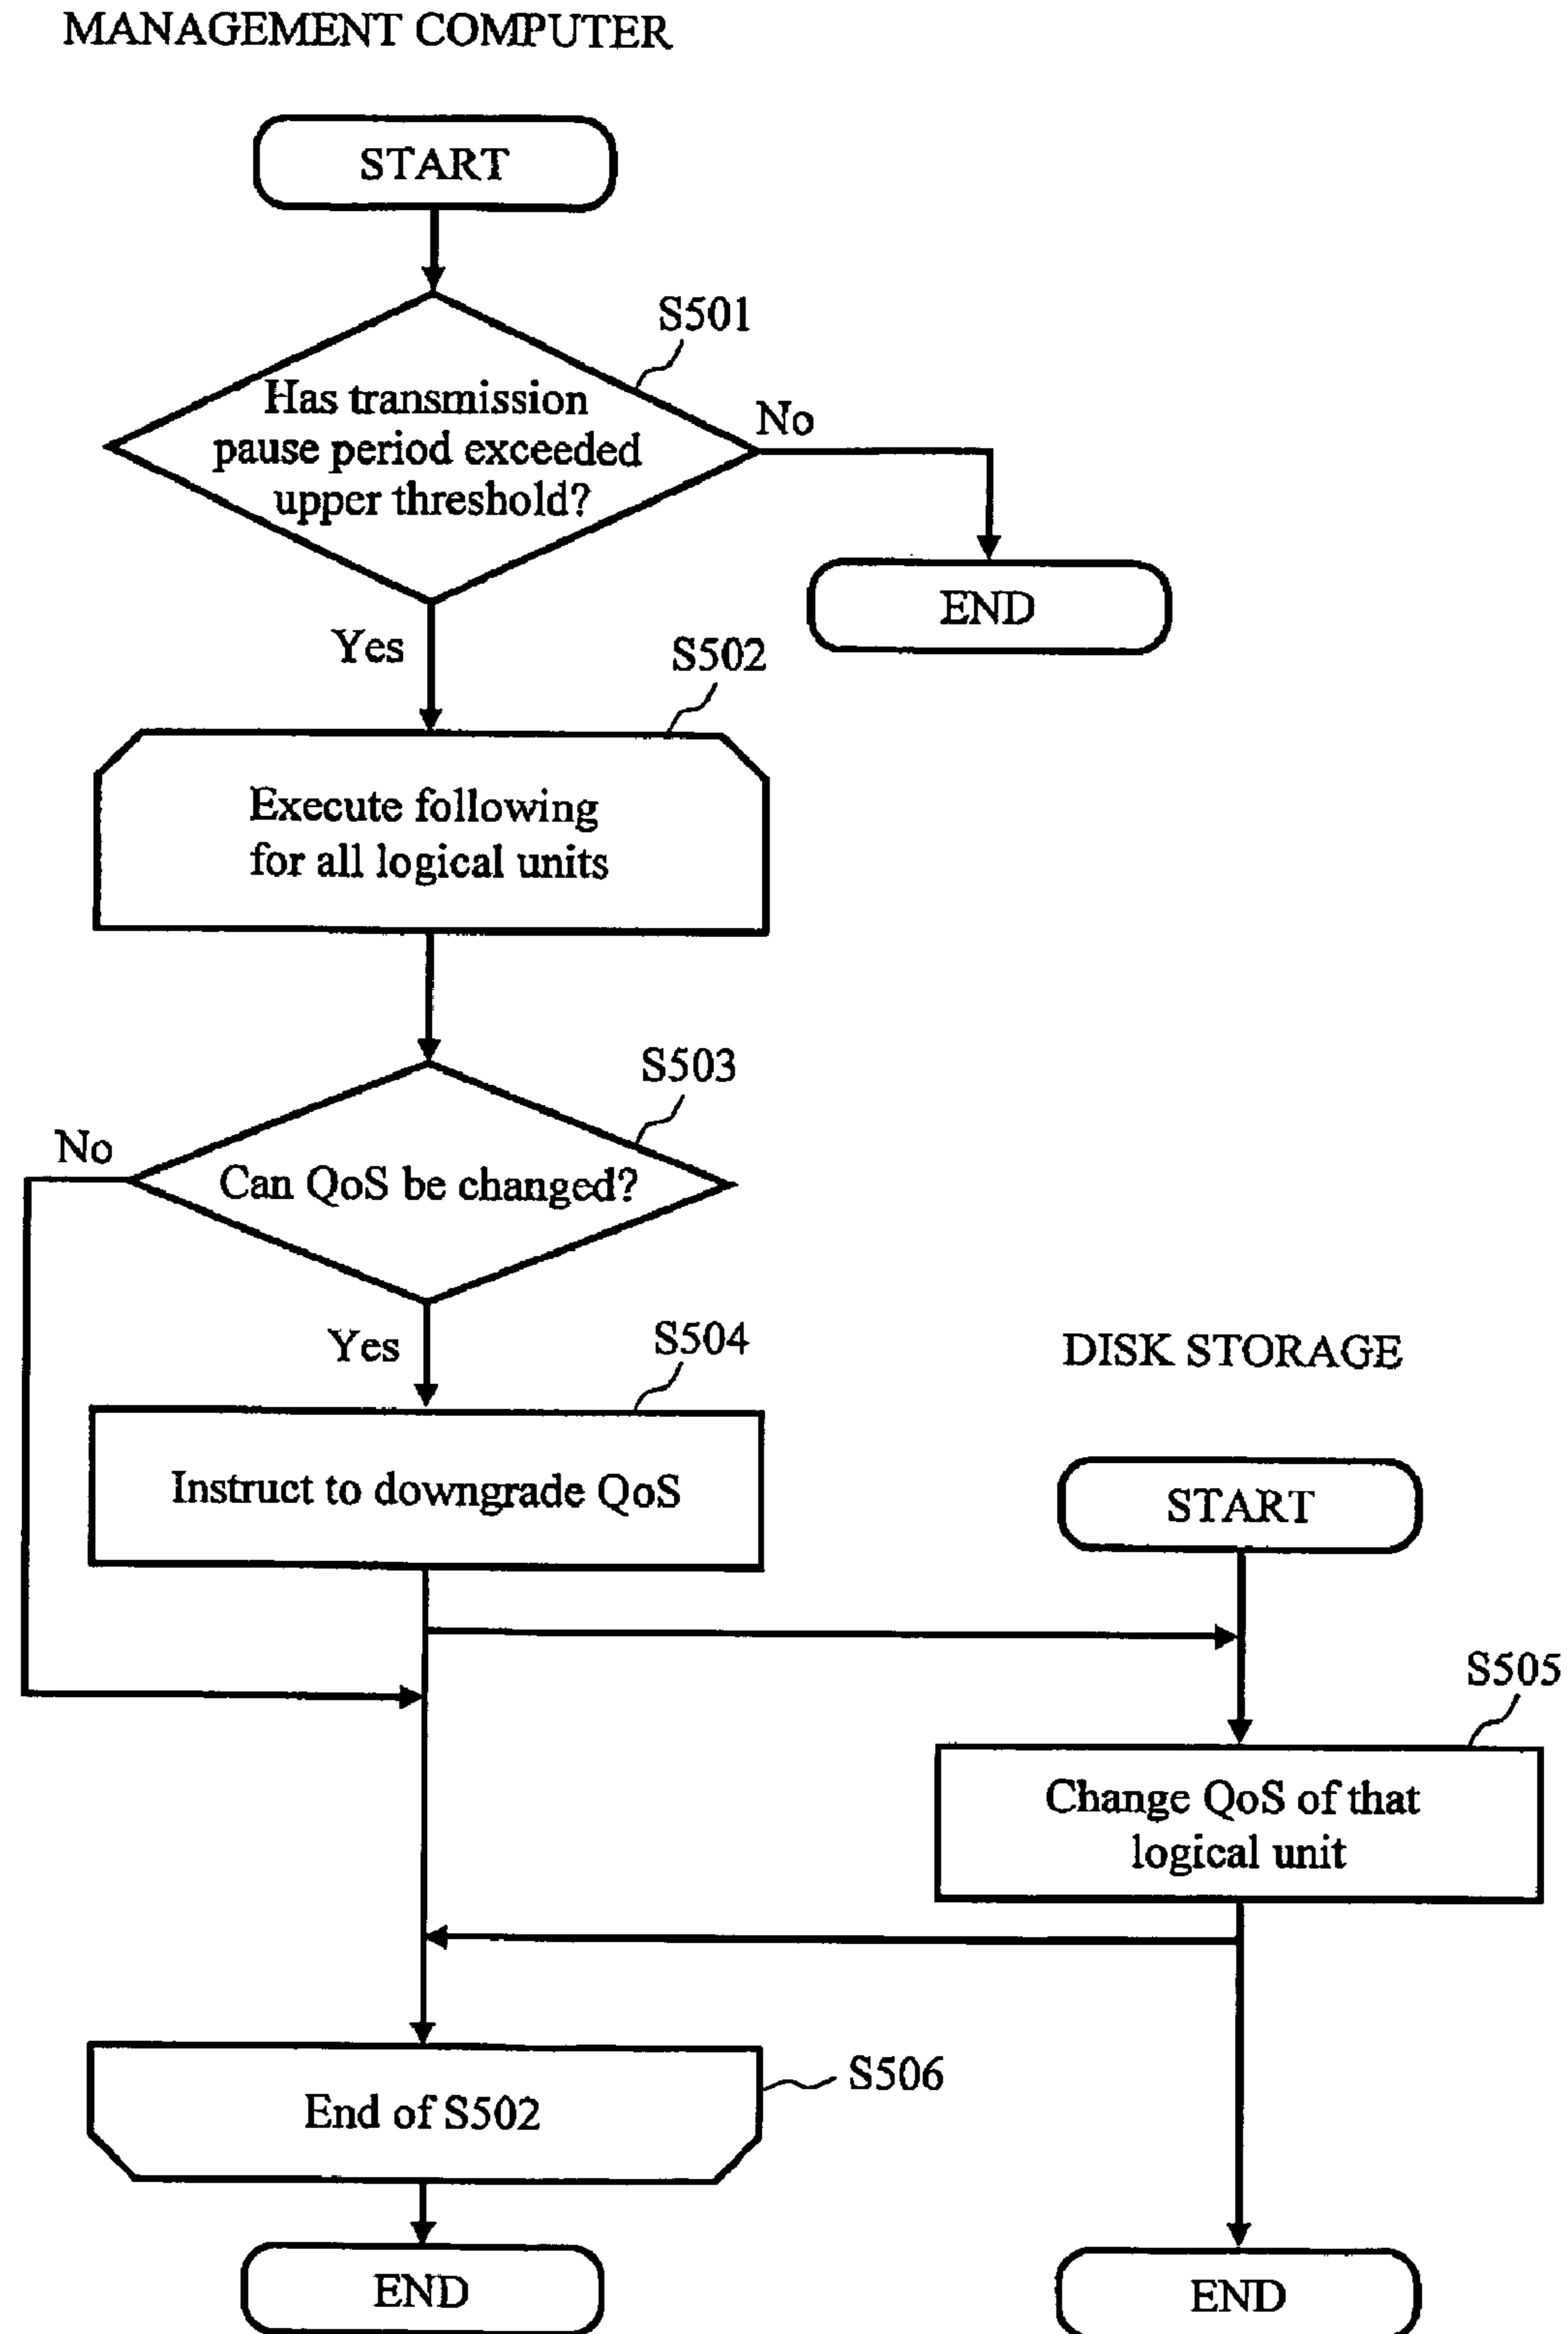 MANAGEMENT COMPUTER
START
S501
Has transmission
pause period exceeded
upper threshold?
No
END
Yes
S502
Execute following
for all logical units
S503
No
Can QoS be changed?
Yes
S504
DISK STORAGE
Instruct to downgrade QoS
START
S505
Change QoS of that
logical unit
End of S502
S506
END
END